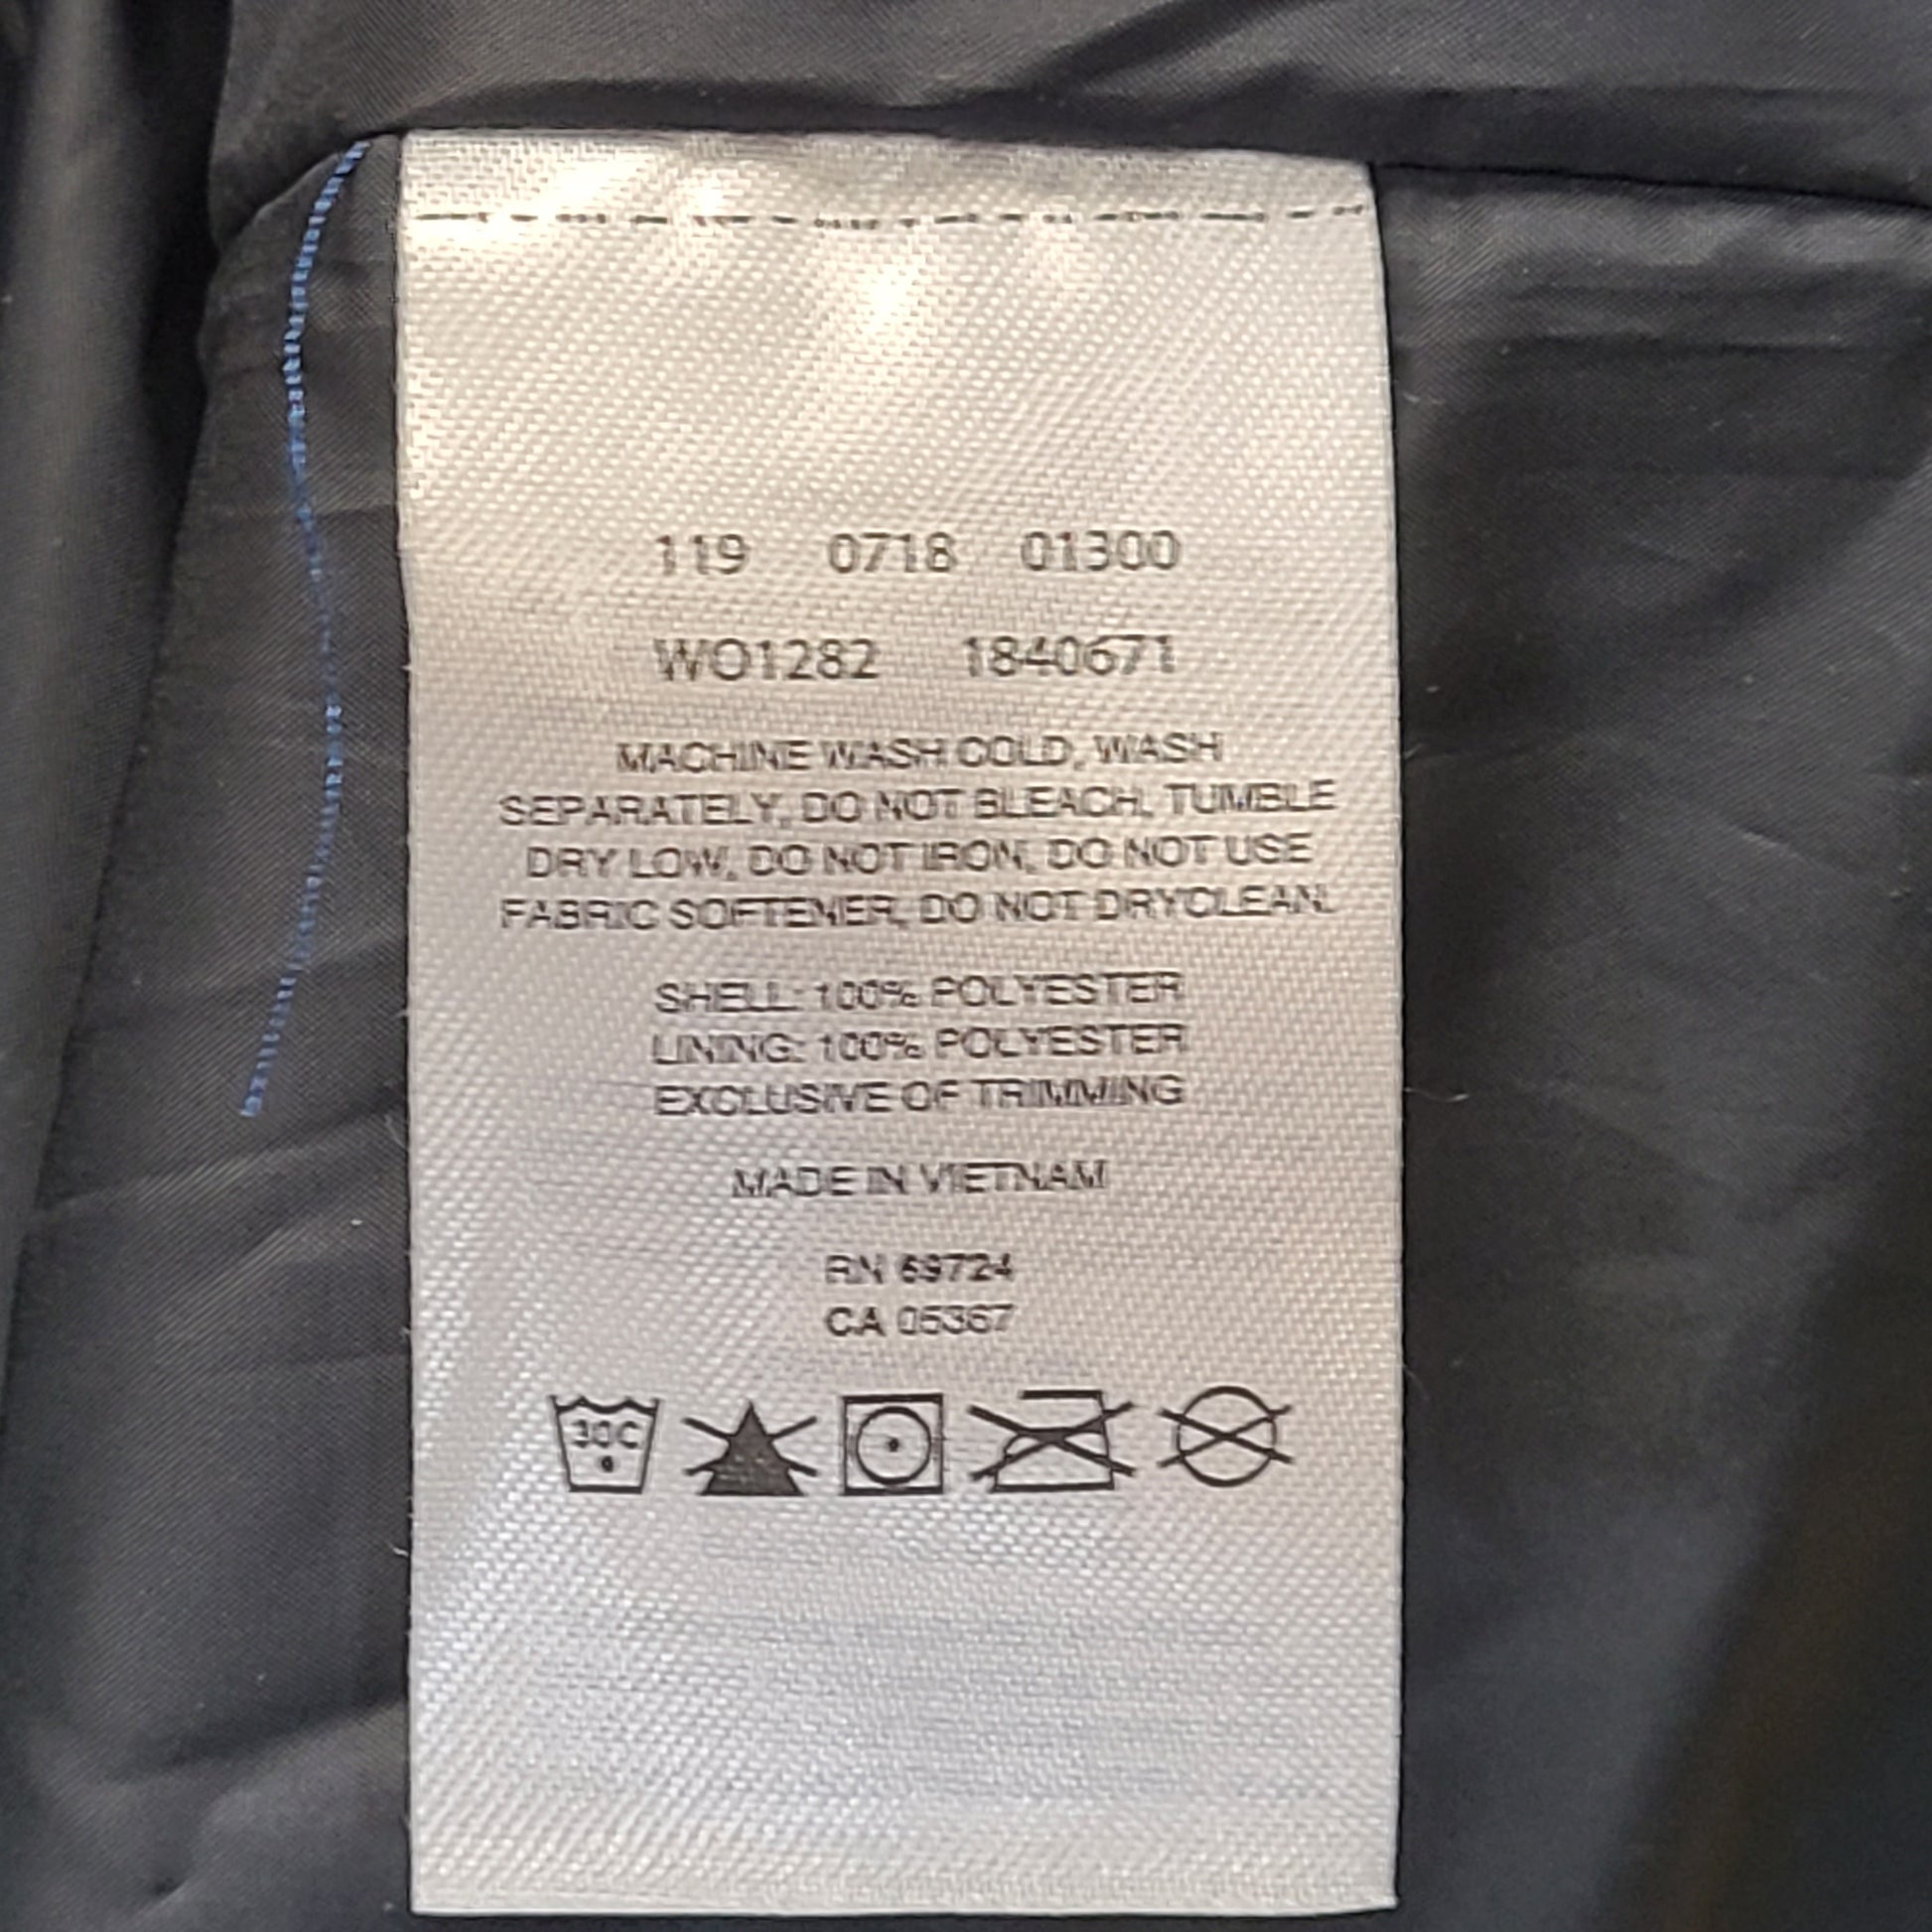 119 0718 01300
WO1282 1840671
MACHINE WASH COLD, WASH
SEPARATELY, DO NOT BLEACH, TUMBLE
DRY LOW, DO NOT IRON, DO NOT USE
FABRIC SOFTENER, DO NOT DRYCLEAN.
SHELL: 100% POLYESTER
LINING: 100% POLYESTER
EXCLUSIVE OF TRIMMING
MADE IN VIETNAM
RN 69724
CA 05367
30C